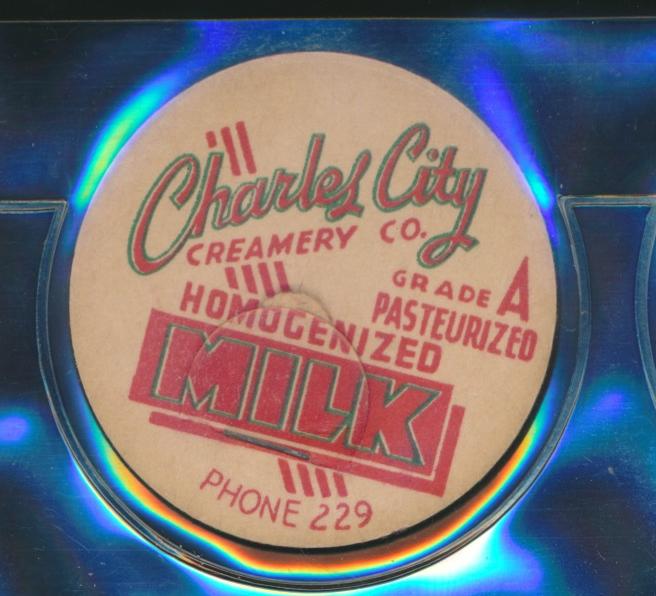 Charles City
CREAMERY CO.
GRADE A
HOMOGENIZED
PASTEURIZED
MILK
PHONE 229